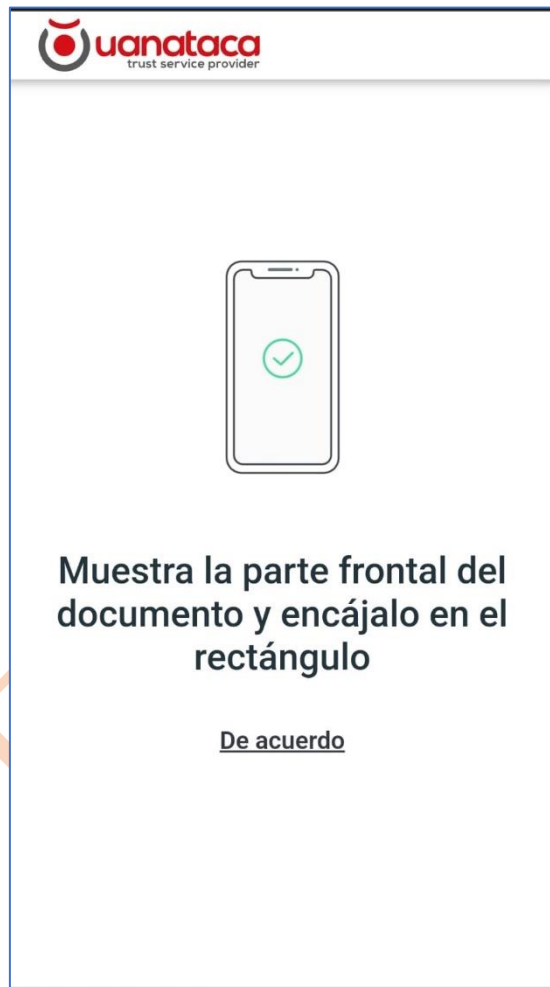 uanataca
trust service provider
Muestra la parte frontal del
documento y encájalo en el
rectángulo
De acuerdo